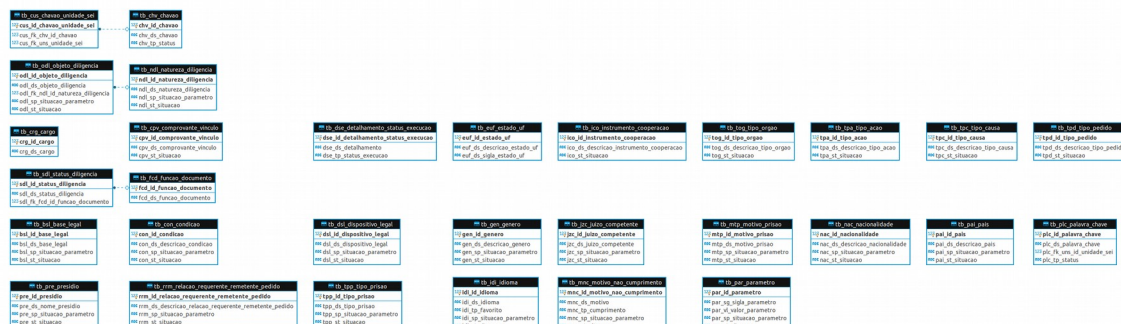 tb_cus_chavao_unidade_sei
cus_id_chavao_unidade_sei
cus_fk_chv_id_chavao
cus_fk_uns_unidade_sei
tb_chv_chavao
chv_id_chavao
chv_ds_chavao
chv_tp_status
tb_odl_objeto_diligencia
odl_id_objeto_diligencia
odl_ds_objeto_diligencia
odl_fk_ndl_id_natureza_diligencia
odl_sp_situacao_parametro
odl_st_situacao
tb_ndl_natureza_diligencia
ndl_id_natureza_diligencia
ndl_ds_natureza_diligencia
ndl_sp_situacao_parametro
ndl_st_situacao
tb_crg_cargo
crg_id_cargo
crg_ds_cargo
tb_cpv_comprovante_vinculo
cpv_id_comprovante_vinculo
cpv_ds_comprovante_vinculo
cpv_st_situacao
tb_dse_detalhamento_status_execucao
dse_id_detalhamento_status_execucao
dse_ds_detalhamento
dse_tp_status_execucao
tb_euf_estado_uf
euf_id_estado_uf
euf_ds_descricao_estado_uf
euf_ds_sigla_estado_uf
tb_ico_instrumento_cooperacao
ico_id_instrumento_cooperacao
ico_ds_descricao_instrumento_cooperacao
ico_st_situacao
tb_tog_tipo_orgao
tog_id_tipo_orgao
tog_ds_descricao_tipo_orgao
tog_st_situacao
tb_tpa_tipo_acao
tpa_id_tipo_acao
tpa_ds_descricao_tipo_acao
tpa_st_situacao
tb_tpc_tipo_causa
tpc_id_tipo_causa
tpc_ds_descricao_tipo_causa
tpc_st_situacao
tb_tpd_tipo_pedido
tpd_id_tipo_pedido
tpd_ds_descricao_tipo_pedid
tpd_st_situacao
tb_sdl_status_diligencia
sdl_id_status_diligencia
sdl_ds_status_diligencia
sdl_fk_fcd_id_funcao_documento
tb_fcd_funcao_documento
fcd_id_funcao_documento
fcd_ds_funcao_documento
tb_bsl_base_legal
bsl_id_base_legal
bsl_ds_base_legal
bsl_sp_situacao_parametro
bsl_st_situacao
tb_con_condicao
con_id_condicao
con_ds_descricao_condicao
con_sp_situacao_parametro
con_st_situacao
tb_dsl_dispositivo_legal
dsl_id_dispositivo_legal
dsl_ds_dispositivo_legal
dsl_sp_situacao_parametro
dsl_st_situacao
tb_gen_genero
gen_id_genero
gen_ds_descricao_genero
gen_sp_situacao_parametro
gen_st_situacao
tb_jzc_juizo_competente
jzc_id_juizo_competente
jzc_ds_juizo_competente
jzc_sp_situacao_parametro
jzc_st_situacao
tb_mtp_motivo_prisao
mtp_id_motivo_prisao
mtp_ds_motivo_prisao
mtp_sp_situacao_parametro
mtp_st_situacao
tb_nac_nacionalidade
nac_id_nacionalidade
nac_ds_descricao_nacionalidade
nac_sp_situacao_parametro
nac_st_situacao
tb_pai_pais
pai_id_pais
pai_ds_descricao_pais
pai_sp_situacao_parametro
pai_st_situacao
tb_plc_palavra_chave
plc_id_palavra_chave
plc_ds_palavra_chave
plc_fk_uns_id_unidade_sei
plc_tp_status
tb_pre_presidio
pre_id_presidio
pre_ds_nome_presidio
pre_sp_situacao_parametro
pre_st_situacao
tb_rrm_relacao_requerente_remetente_pedido
rrm_id_relacao_requerente_remetente_pedido
rrm_ds_descricao_relacao_requerente_remetente_pedido
rrm_sp_situacao_parametro
rrm_st_situacao
tb_tpp_tipo_prisao
tpp_id_tipo_prisao
tpp_ds_tipo_prisao
tpp_sp_situacao_parametro
tpp_st_situacao
tb_idi_idioma
idi_id_idioma
idi_ds_idioma
idi_tp_favorito
idi_sp_situacao_parametro
tb_mnc_motivo_nao_cumprimento
mnc_id_motivo_nao_cumprimento
mnc_ds_motivo
mnc_tp_cumprimento
mnc_sp_situacao_parametro
tb_par_parametro
par_id_parametro
par_sg_sigla_parametro
par_vl_valor_parametro
par_sp_situacao_parametro